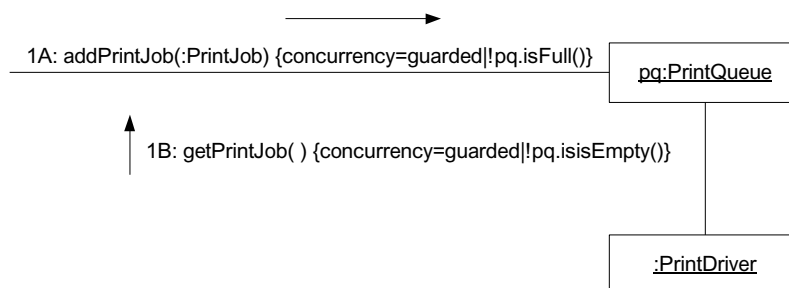 1A: addPrintJob(:PrintJob) {concurrency=guarded|!pq.isFull()}
pq:PrintQueue
1B: getPrintJob( ) {concurrency=guarded|!pq.isisEmpty()}
:PrintDriver